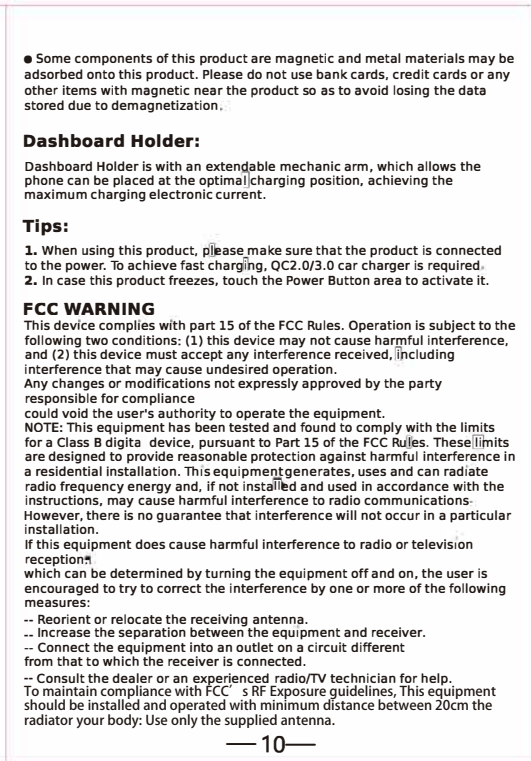 ● Some components of this product are magnetic and metal materials may be
adsorbed onto this product. Please do not use bank cards, credit cards or any
other items with magnetic near the product so as to avoid losing the data
stored due to demagnetization.
Dashboard Holder:
Dashboard Holder is with an extendable mechanic arm, which allows the
phone can be placed at the optimal charging position, achieving the
maximum charging electronic current.
Tips:
1. When using this product, please make sure that the product is connected
to the power. To achieve fast charging, QC2.0/3.0 car charger is required.
2. In case this product freezes, touch the Power Button area to activate it.
FCC WARNING
This device complies with part 15 of the FCC Rules. Operation is subject to the
following two conditions: (1) this device may not cause harmful interference,
and (2) this device must accept any interference received, including
interference that may cause undesired operation.
Any changes or modifications not expressly approved by the party
responsible for compliance
could void the user's authority to operate the equipment.
NOTE: This equipment has been tested and found to comply with the limits
for a Class B digita device, pursuant to Part 15 of the FCC Rules. These limits
are designed to provide reasonable protection against harmful interference in
a residential installation. This equipment generates, uses and can radiate
radio frequency energy and, if not installed and used in accordance with the
instructions, may cause harmful interference to radio communications.
However, there is no guarantee that interference will not occur in a particular
installation.
If this equipment does cause harmful interference to radio or television
reception,
which can be determined by turning the equipment off and on, the user is
encouraged to try to correct the interference by one or more of the following
measures:
-- Reorient or relocate the receiving antenna.
-- Increase the separation between the equipment and receiver.
-- Connect the equipment into an outlet on a circuit different
from that to which the receiver is connected.
-- Consult the dealer or an experienced radio/TV technician for help.
To maintain compliance with FCC’ s RF Exposure guidelines, This equipment
should be installed and operated with minimum distance between 20cm the
radiator your body: Use only the supplied antenna.
— 10—